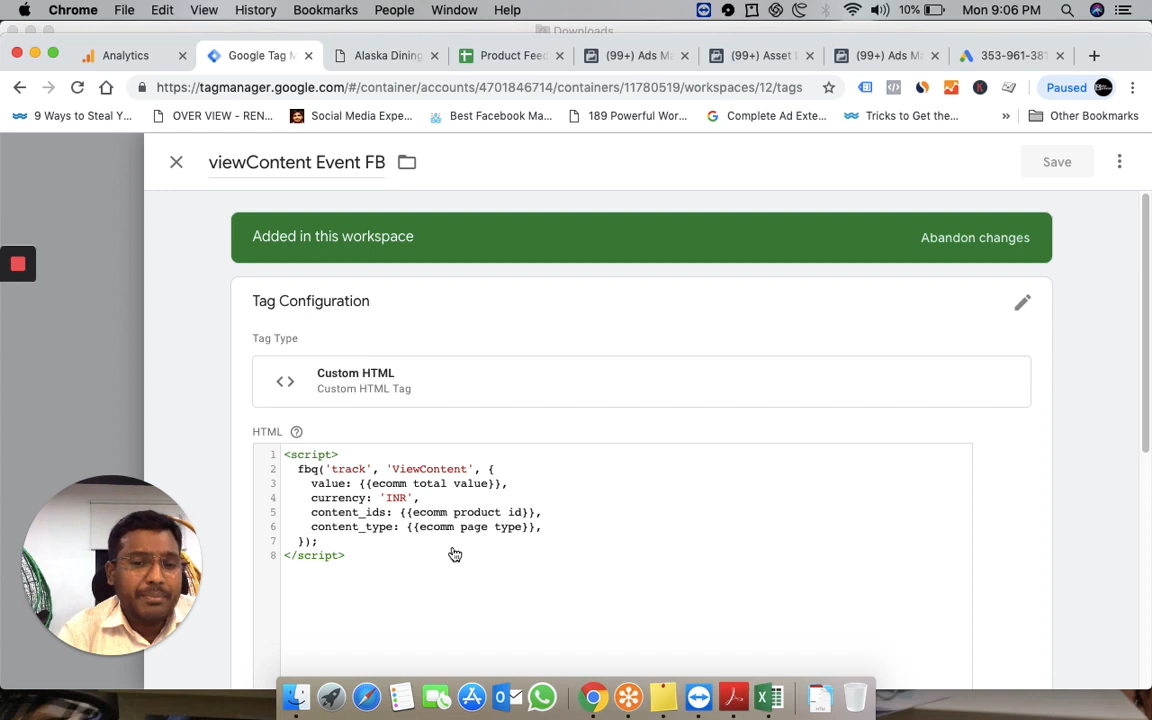 Chrome File Edit View History Bookmarks People Window Help 10% Mon 9:06 PM
Downloads
Analytics Google Tag M Alaska Dining Product Feed (99+) Ads Ma (99+) Asset (99+) Ads Ma 353-961-381
https://tagmanager.google.com/#/container/accounts/4701846714/containers/11780519/workspaces/12/tags Paused
9 Ways to Steal Y... OVER VIEW - REN... Social Media Expe... Best Facebook Ma... 189 Powerful Wor... Complete Ad Exte... Tricks to Get the... » Other Bookmarks
viewContent Event FB Save
Added in this workspace Abandon changes
Tag Configuration
Tag Type
Custom HTML
Custom HTML Tag
HTML
1 <script>
2 fbq('track', 'ViewContent', {
3 value: {{ecomm total value}},
4 currency: 'INR',
5 content_ids: {{ecomm product id}},
6 content_type: {{ecomm page type}},
7 });
8 </script>